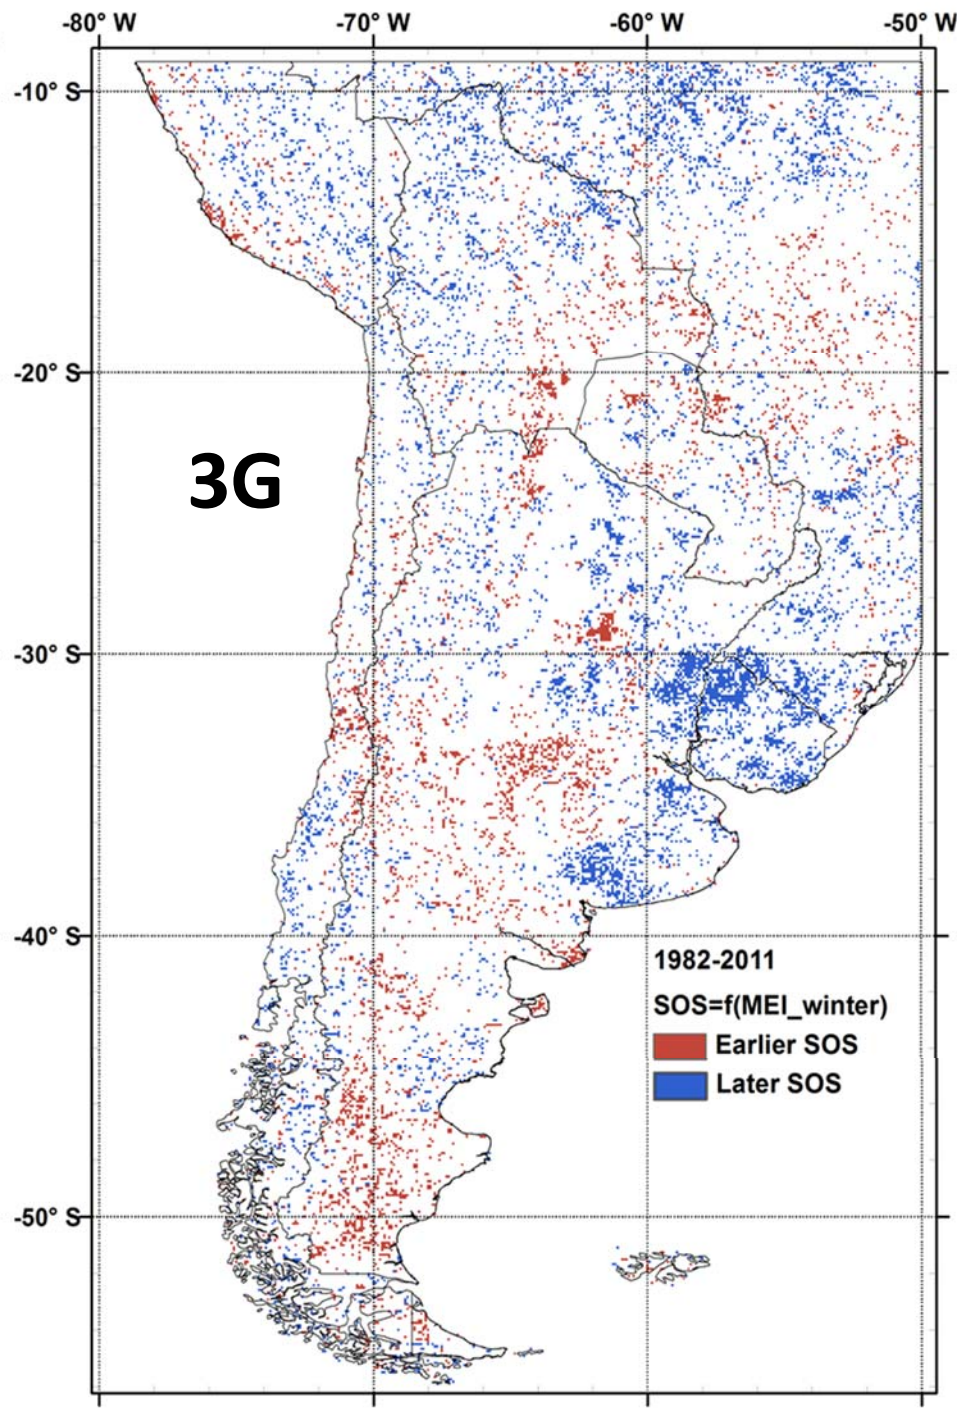 -80° W -70° W -60° W -50° W
-10° S
-20° S
3G
-30° S
-40° S
1982-2011
SOS=f(MEI_winter)
Earlier SOS
Later SOS
-50° S